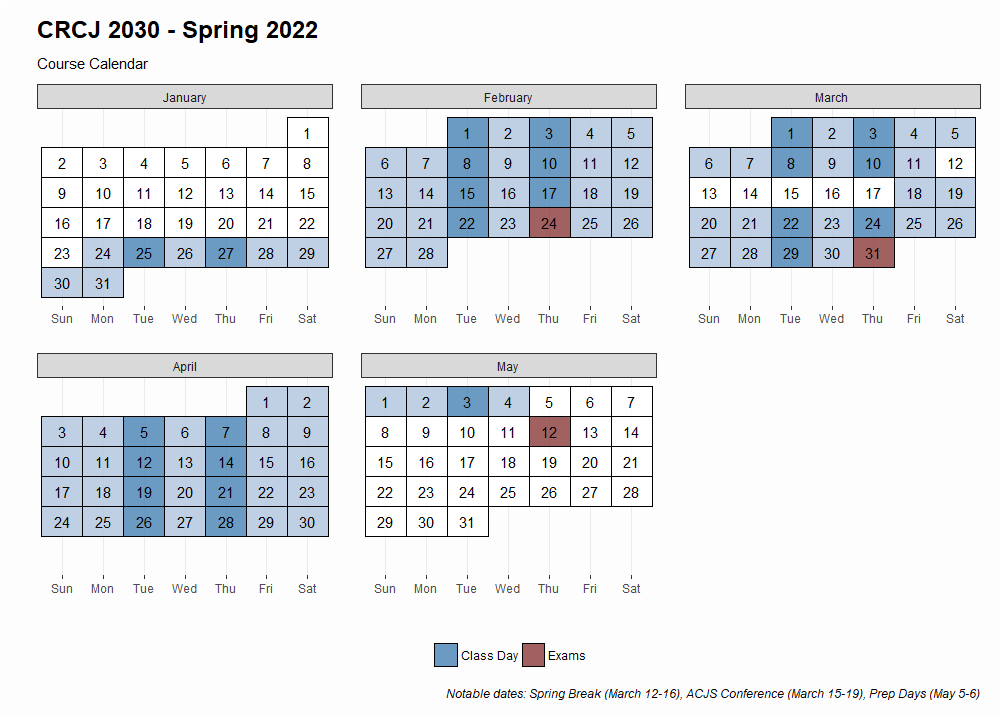 CRCJ 2030 - Spring 2022
Course Calendar
January
1
2 3 4 5 6 7 8
9 10 11 12 13 14 15
16 17 18 19 20 21 22
23 24 25 26 27 28 29
30 31
Sun Mon Tue Wed Thu Fri Sat
February
1 2 3 4 5
6 7 8 9 10 11 12
13 14 15 16 17 18 19
20 21 22 23 24 25 26
27 28
Sun Mon Tue Wed Thu Fri Sat
March
1 2 3 4 5
6 7 8 9 10 11 12
13 14 15 16 17 18 19
20 21 22 23 24 25 26
27 28 29 30 31
Sun Mon Tue Wed Thu Fri Sat
April
1 2
3 4 5 6 7 8 9
10 11 12 13 14 15 16
17 18 19 20 21 22 23
24 25 26 27 28 29 30
Sun Mon Tue Wed Thu Fri Sat
May
1 2 3 4 5 6 7
8 9 10 11 12 13 14
15 16 17 18 19 20 21
22 23 24 25 26 27 28
29 30 31
Sun Mon Tue Wed Thu Fri Sat
Class Day Exams
Notable dates: Spring Break (March 12-16), ACJS Conference (March 15-19), Prep Days (May 5-6)